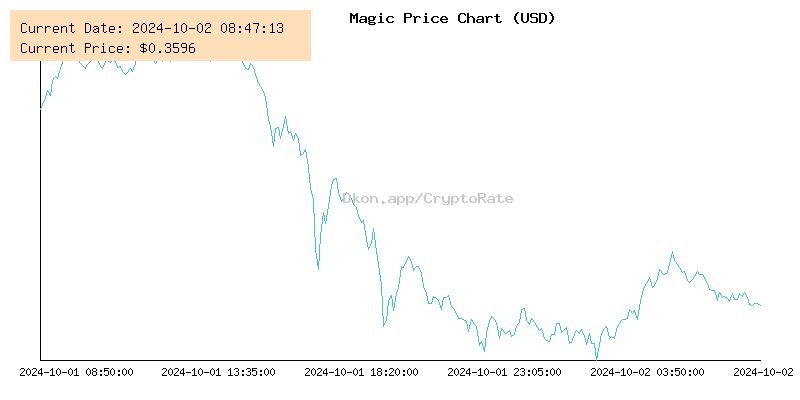 Magic Price Chart (USD)
Current Date: 2024-10-02 08:47:13
Current Price: $0.3596
Okon.app/CryptoRate
2024-10-01 08:50:00 2024-10-01 13:35:00 2024-10-01 18:20:00 2024-10-01 23:05:00 2024-10-02 03:50:00 2024-10-02